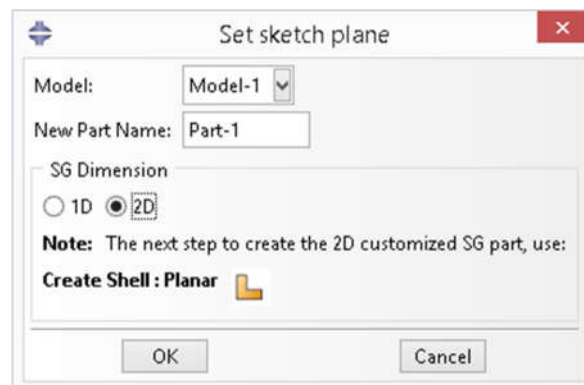 Set sketch plane
Model: Model-1
New Part Name: Part-1
SG Dimension
1D 2D
Note: The next step to create the 2D customized SG part, use:
Create Shell : Planar
OK Cancel